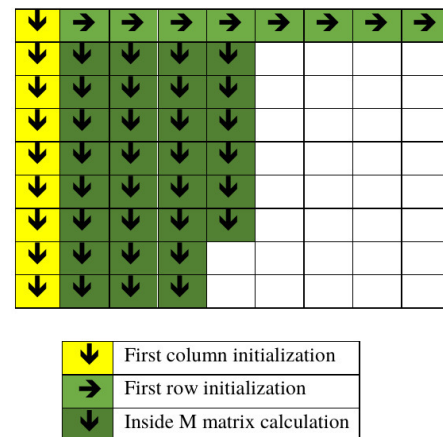 First column initialization
First row initialization
Inside M matrix calculation